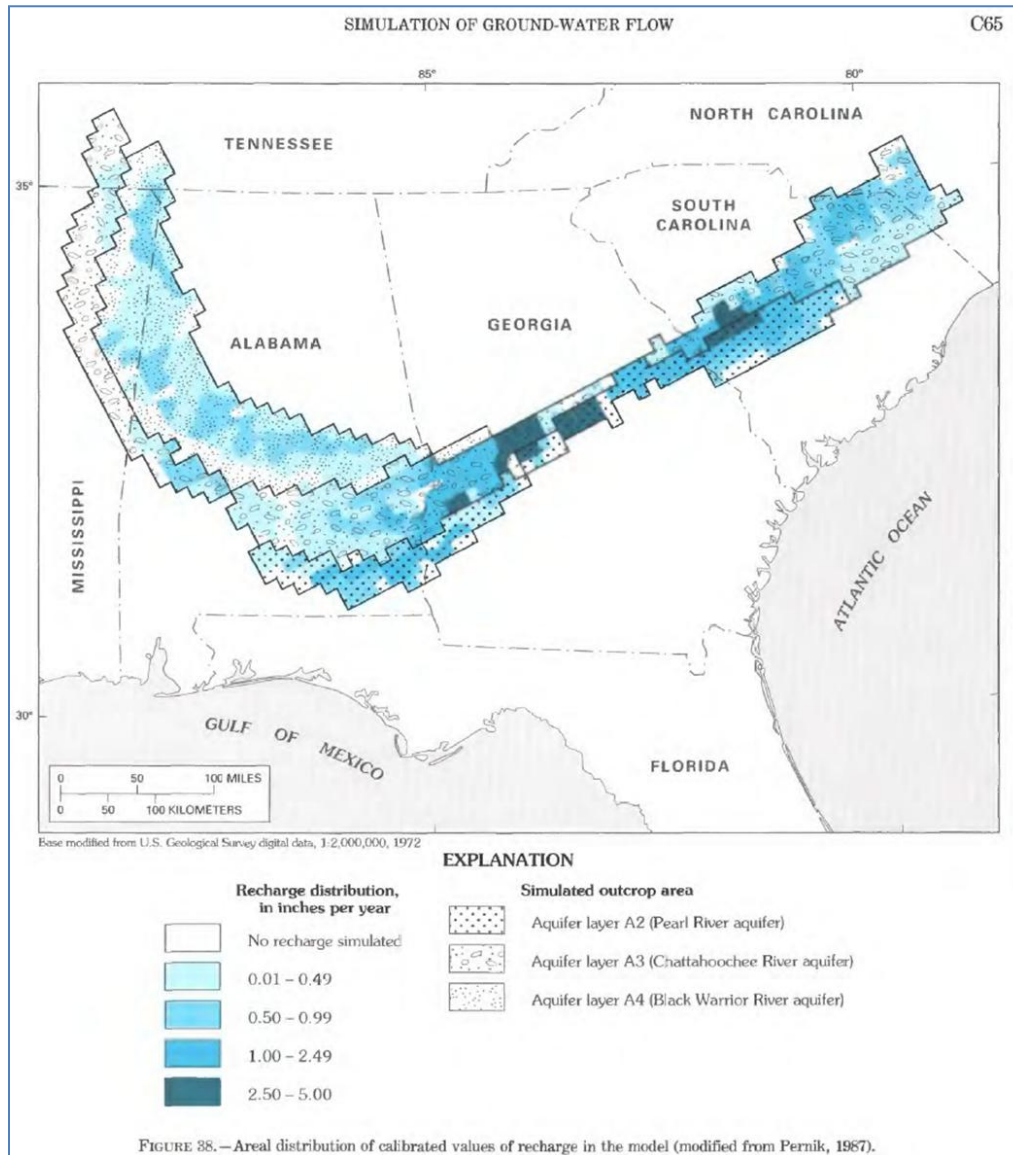 SIMULATION OF GROUND-WATER FLOW
C65
85°
80°
NORTH CAROLINA
TENNESSEE
35°
SOUTH
CAROLINA
GEORGIA
ALABAMA
MISSISSIPPI
ATLANTIC OCEAN
30°
GULF OF MEXICO
FLORIDA
0 50 100 MILES
0 50 100 KILOMETERS
Base modified from U.S. Geological Survey digital data, 1:2,000,000, 1972
EXPLANATION
Recharge distribution,
in inches per year
No recharge simulated
0.01 – 0.49
0.50 – 0.99
1.00 – 2.49
2.50 – 5.00
Simulated outcrop area
Aquifer layer A2 (Pearl River aquifer)
Aquifer layer A3 (Chattahoochee River aquifer)
Aquifer layer A4 (Black Warrior River aquifer)
FIGURE 38.—Areal distribution of calibrated values of recharge in the model (modified from Pernik, 1987).